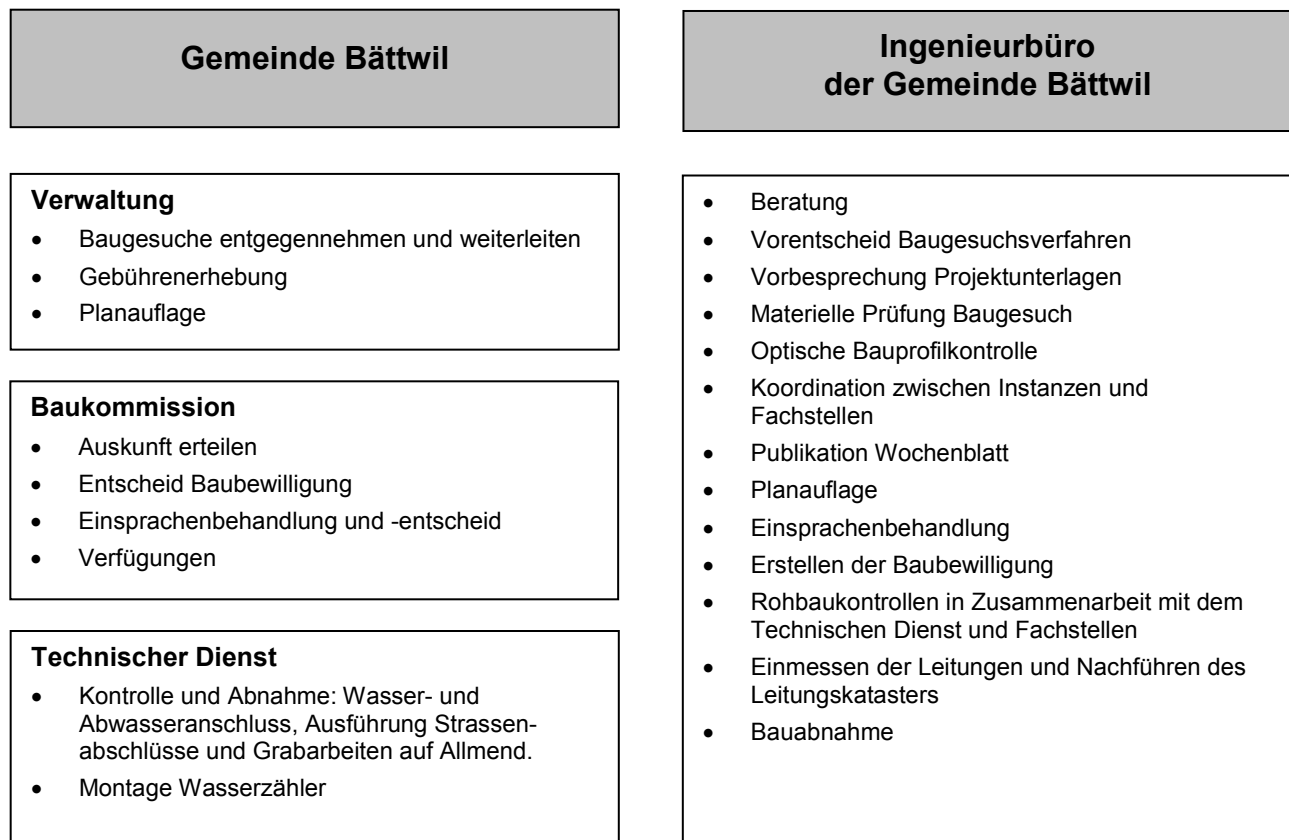 Gemeinde Bättwil
Verwaltung
• Baugesuche entgegennehmen und weiterleiten
• Gebührenerhebung
• Planauflage
Baukommission
• Auskunft erteilen
• Entscheid Baubewilligung
• Einsprachenbehandlung und -entscheid
• Verfügungen
Technischer Dienst
• Kontrolle und Abnahme: Wasser- und
Abwasseranschluss, Ausführung Strassen-
abschlüsse und Grabarbeiten auf Allmend.
• Montage Wasserzähler
Ingenieurbüro
der Gemeinde Bättwil
• Beratung
• Vorentscheid Baugesuchsverfahren
• Vorbesprechung Projektunterlagen
• Materielle Prüfung Baugesuch
• Optische Bauprofilkontrolle
• Koordination zwischen Instanzen und
Fachstellen
• Publikation Wochenblatt
• Planauflage
• Einsprachenbehandlung
• Erstellen der Baubewilligung
• Rohbaukontrollen in Zusammenarbeit mit dem
Technischen Dienst und Fachstellen
• Einmessen der Leitungen und Nachführen des
Leitungskatasters
• Bauabnahme